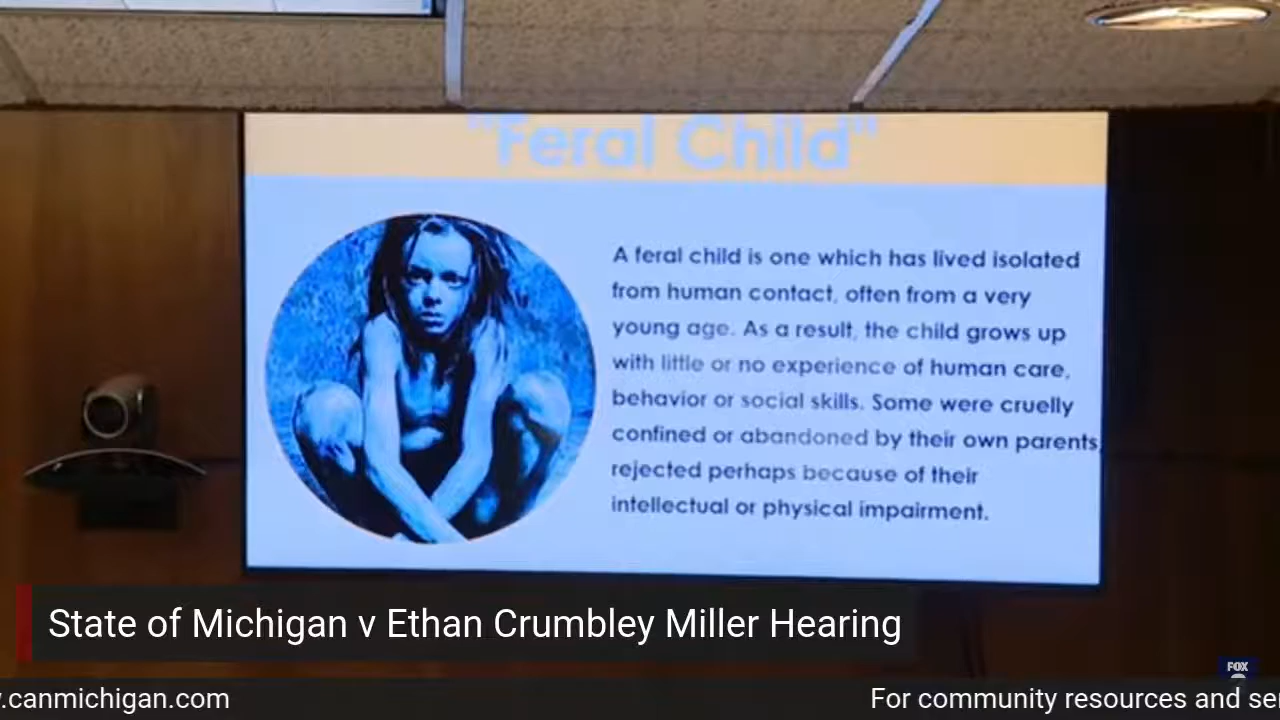 "Feral Child"
A feral child is one which has lived isolated
from human contact, often from a very
young age. As a result, the child grows up
with little or no experience of human care,
behavior or social skills. Some were cruelly
confined or abandoned by their own parents,
rejected perhaps because of their
intellectual or physical impairment.
State of Michigan v Ethan Crumbley Miller Hearing
FOX
.canmichigan.com
For community resources and